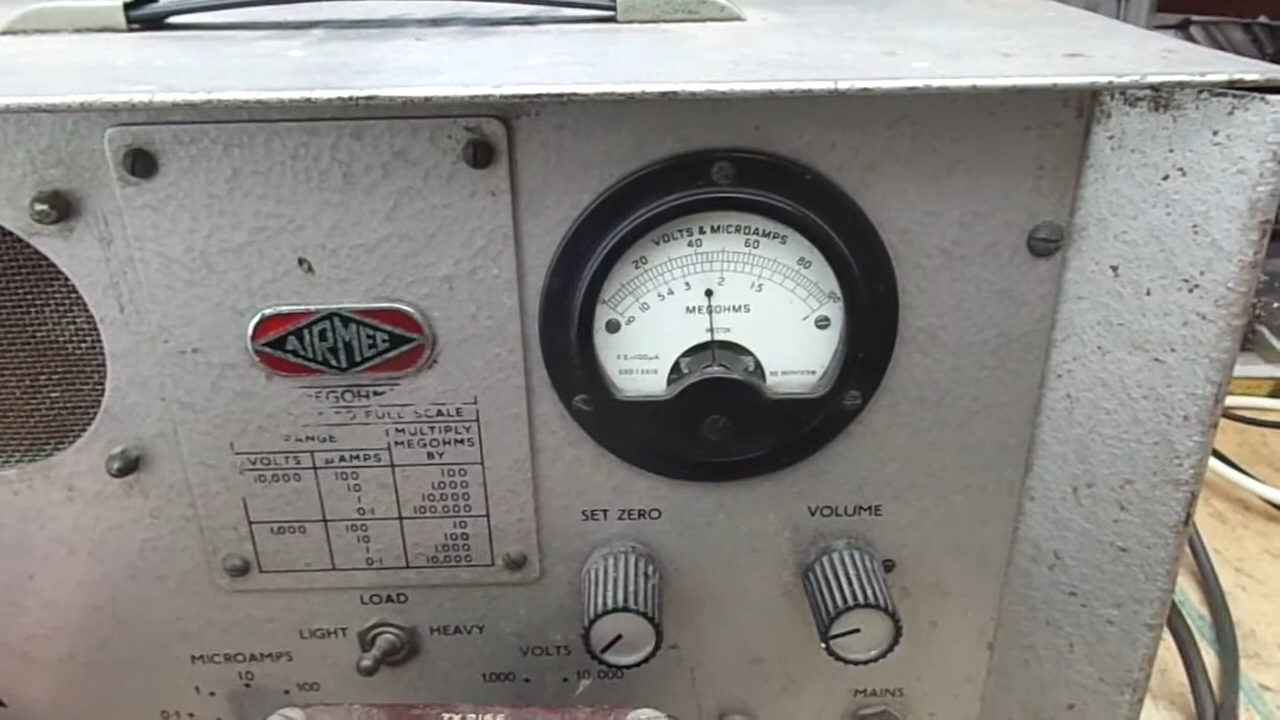 AIRMEC
FULL SCALE
RANGE
MULTIPLY
MEGOHMS
BY
VOLTS
µAMPS
10,000 100 100
10 1,000
1 10,000
0·1 100,000
1,000 100 10
10 100
1 1,000
0·1 10,000
VOLTS & MICROAMPS
20 40 60 80
10 5 4 3 2 1·5
MEGOHMS
SET ZERO
VOLUME
LOAD
LIGHT
HEAVY
MICROAMPS
0·1 1 10 100
VOLTS
1,000 10,000
MAINS